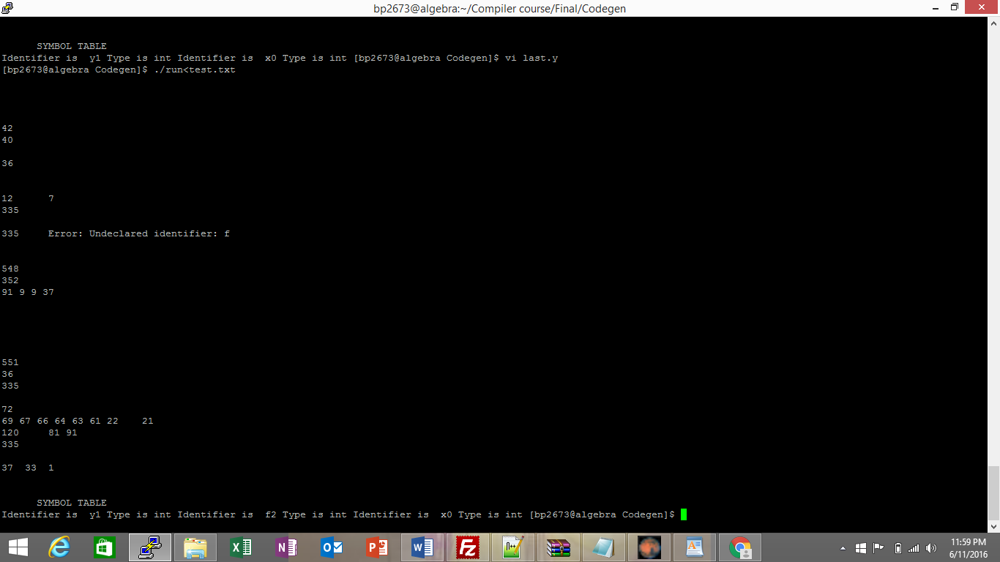 bp2673@algebra:~/Compiler course/Final/Codegen
SYMBOL TABLE
Identifier is  y1 Type is int Identifier is  x0 Type is int [bp2673@algebra Codegen]$ vi last.y
[bp2673@algebra Codegen]$ ./run<test.txt
42
40
36
12      7
335
335     Error: Undeclared identifier: f
548
352
91 9 9 37
551
36
335
72
69 67 66 64 63 61 22    21
120     81 91
335
37  33  1
SYMBOL TABLE
Identifier is  y1 Type is int Identifier is  f2 Type is int Identifier is  x0 Type is int [bp2673@algebra Codegen]$
11:59 PM
6/11/2016